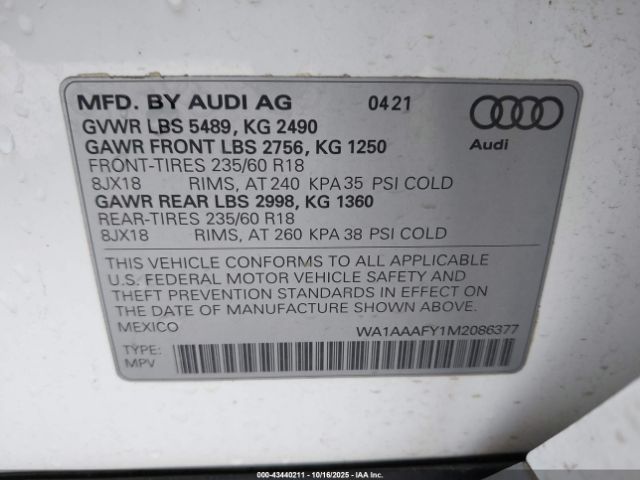 MFD. BY AUDI AG 0421
GVWR LBS 5489, KG 2490
GAWR FRONT LBS 2756, KG 1250
Audi
FRONT-TIRES 235/60 R18
8JX18 RIMS, AT 240 KPA 35 PSI COLD
GAWR REAR LBS 2998, KG 1360
REAR-TIRES 235/60 R18
8JX18 RIMS, AT 260 KPA 38 PSI COLD
THIS VEHICLE CONFORMS TO ALL APPLICABLE
U.S. FEDERAL MOTOR VEHICLE SAFETY AND
THEFT PREVENTION STANDARDS IN EFFECT ON
THE DATE OF MANUFACTURE SHOWN ABOVE.
MEXICO WA1AAAFY1M2086377
TYPE:
MPV
000-43440211 - 10/16/2025 - IAA Inc.